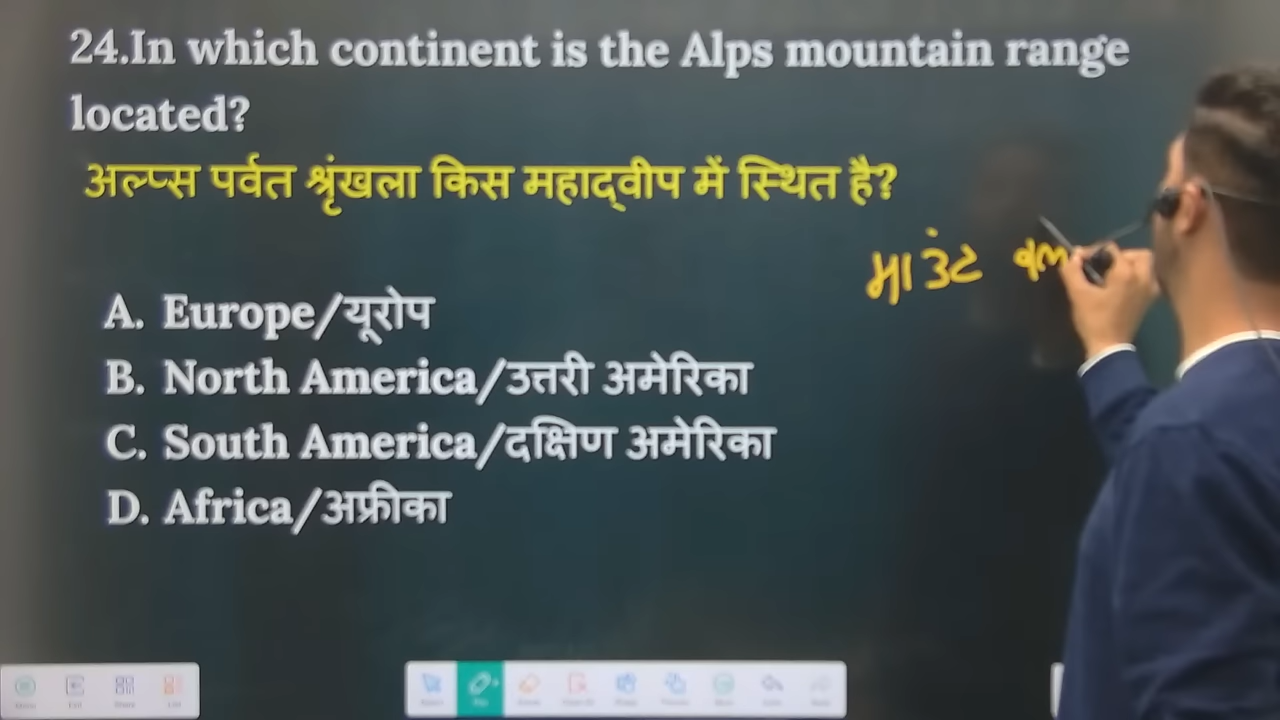 24.In which continent is the Alps mountain range
located?
अल्प्स पर्वत श्रृंखला किस महाद्वीप में स्थित है?
माउंट
A. Europe/यूरोप
B. North America/उत्तरी अमेरिका
C. South America/दक्षिण अमेरिका
D. Africa/अफ्रीका